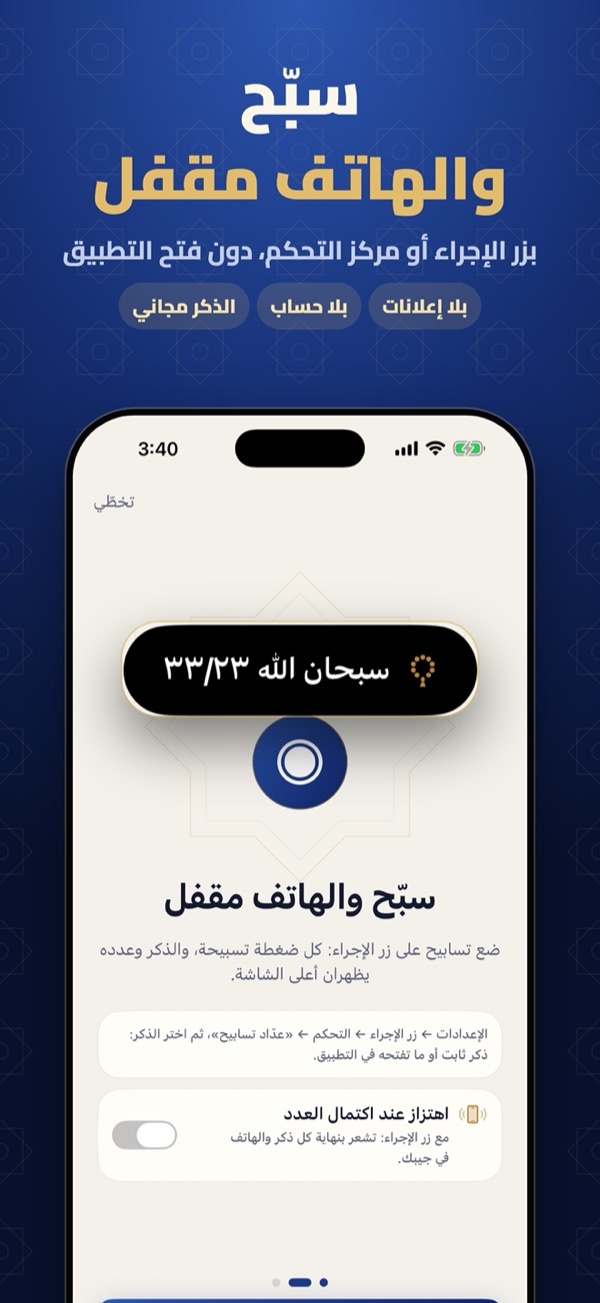 سبّح
والهاتف مقفل
بزر الإجراء أو مركز التحكم، دون فتح التطبيق
بلا إعلانات بلا حساب الذكر مجاني
3:40
تخطّي
سبحان الله ٣٣/٢٣
سبّح والهاتف مقفل
ضع تسابيح على زر الإجراء: كل ضغطة تسبيحة، والذكر وعدده
يظهران أعلى الشاشة.
الإعدادات ← زر الإجراء ← التحكم ← «عدّاد تسابيح»، ثم اختر الذكر:
ذكر ثابت أو ما تفتحه في التطبيق.
اهتزاز عند اكتمال العدد
مع زر الإجراء: تشعر بنهاية كل ذكر والهاتف
في جيبك.